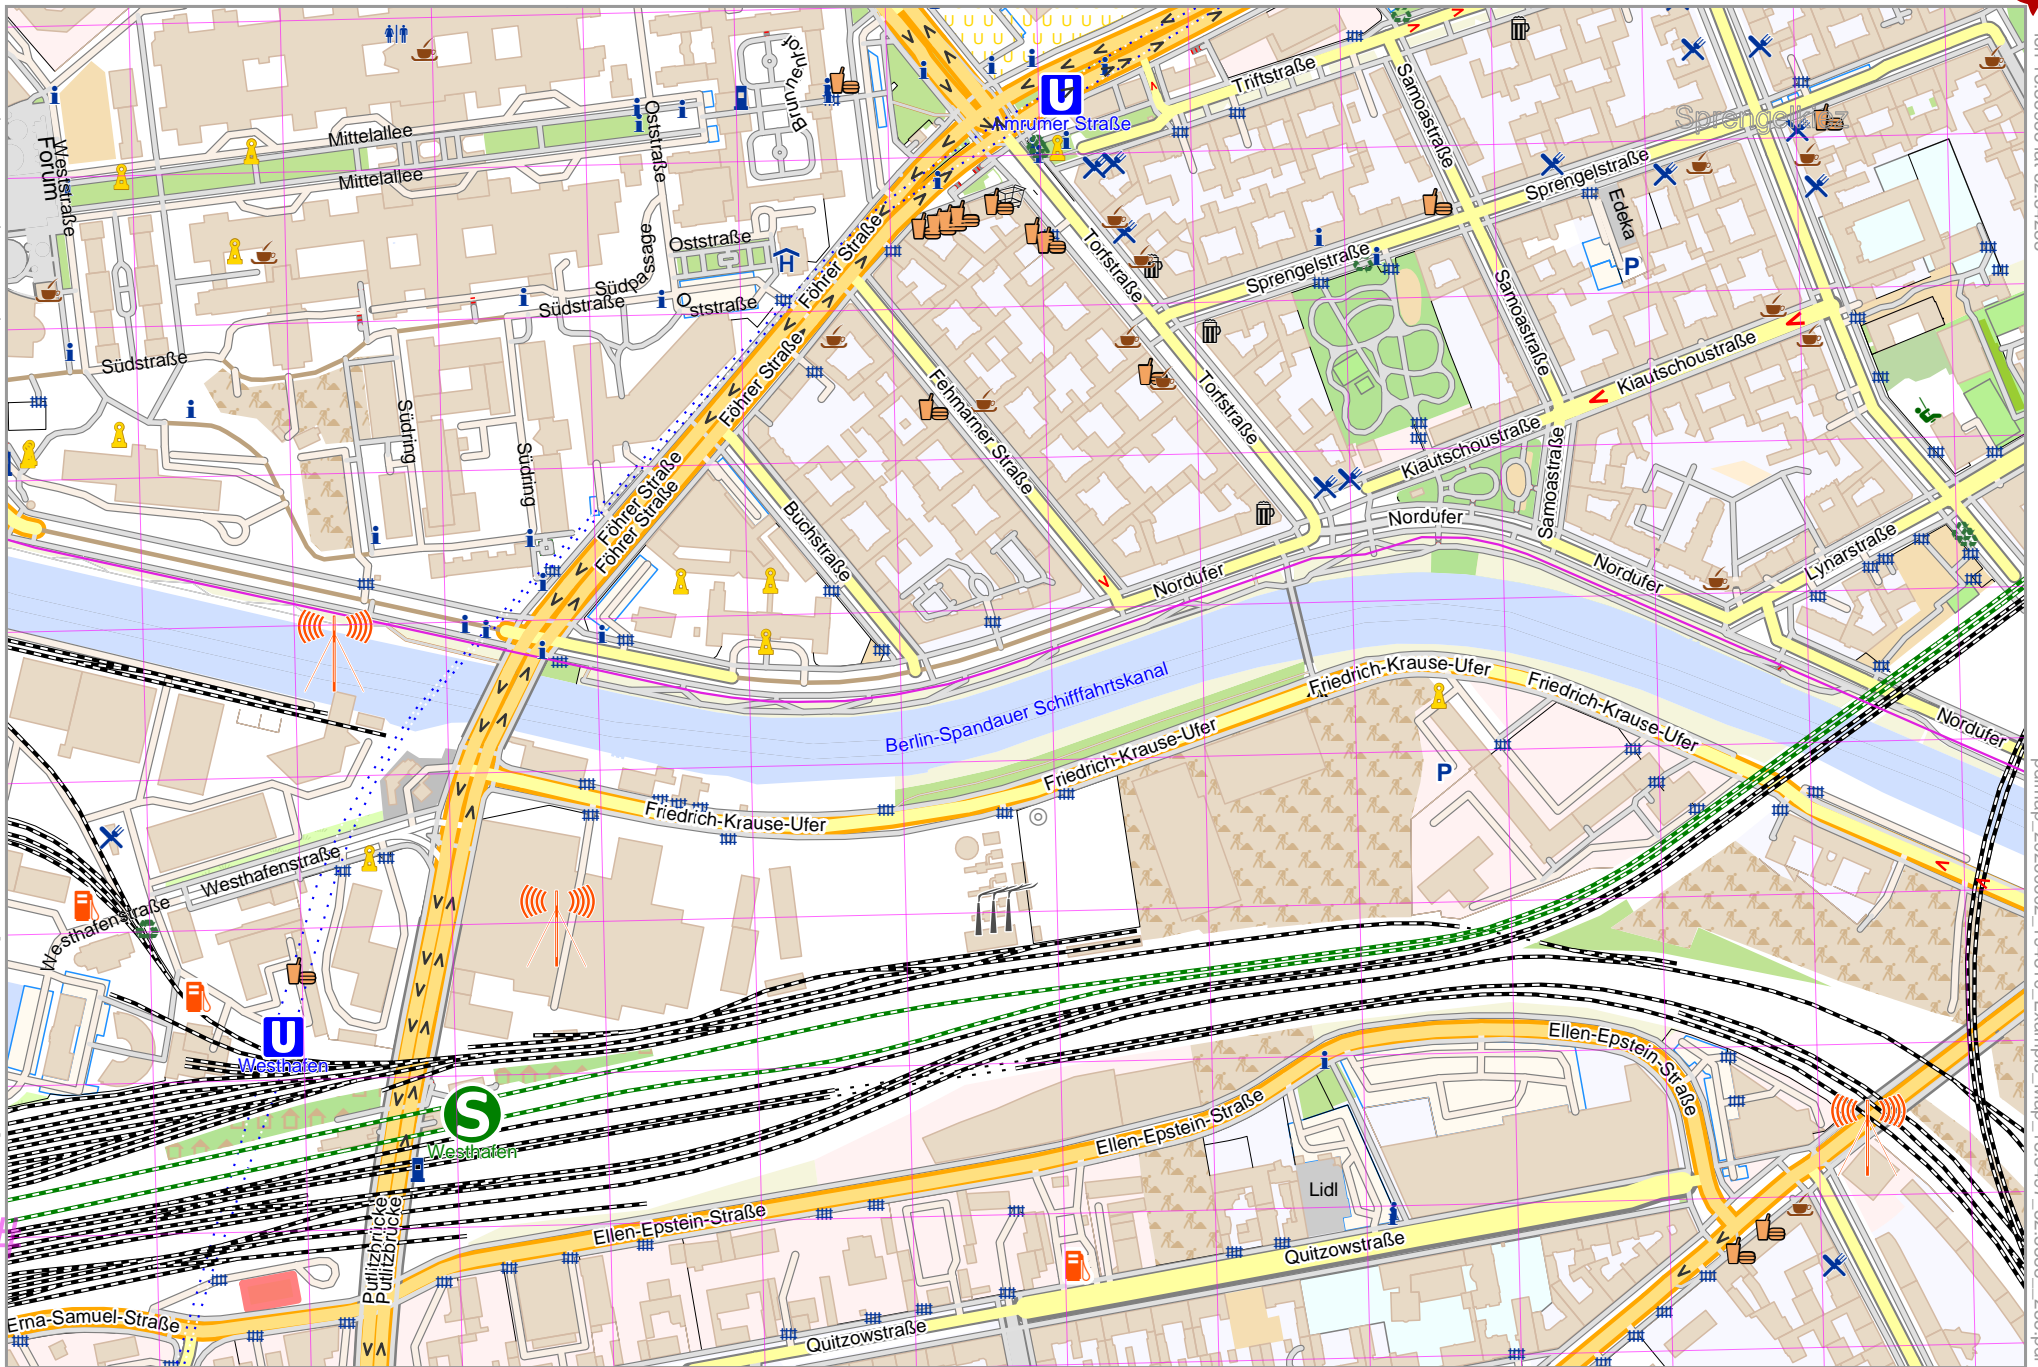 Mittelallee
Mittelallee
Weststraße
Forum
Oststraße
Brunnenhof
U
Amrumer Straße
Triftstraße
Samoastraße
Sprengelkiez
Sprengelstraße
Edeka
P
Sprengelstraße
Torfstraße
Oststraße
H
Südpassage
Südstraße
Oststraße
Föhrer Straße
Föhrer Straße
Samoastraße
Südstraße
Südring
Südring
Fehmarner Straße
Torfstraße
Kiautschoustraße
Kiautschoustraße
Samoastraße
Föhrer Straße
Föhrer Straße
Buchstraße
Nordufer
Nordufer
Nordufer
Lynarstraße
Nordufer
Berlin-Spandauer Schifffahrtskanal
Friedrich-Krause-Ufer
Friedrich-Krause-Ufer
Friedrich-Krause-Ufer
Friedrich-Krause-Ufer
P
Westhafenstraße
Westhafenstraße
U
Westhafen
S
Westhafen
Ellen-Epstein-Straße
Ellen-Epstein-Straße
Ellen-Epstein-Straße
Lidl
Putlitzbrücke
Putlitzbrücke
Quitzowstraße
Quitzowstraße
Erna-Samuel-Straße